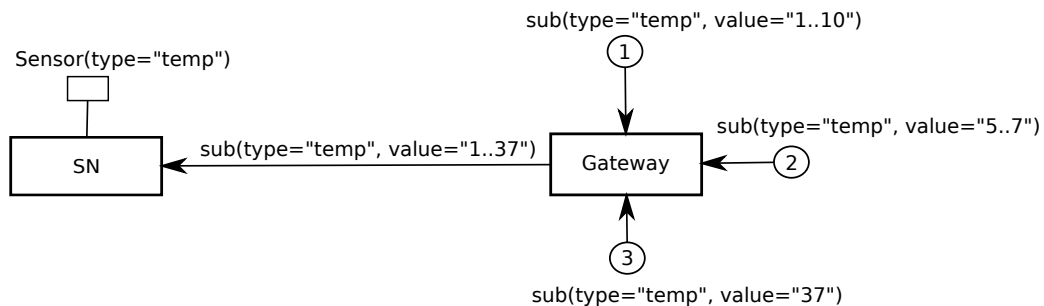 sub(type="temp", value="1..10")
1
Sensor(type="temp")
sub(type="temp", value="5..7")
sub(type="temp", value="1..37")
SN
Gateway
2
3
sub(type="temp", value="37")